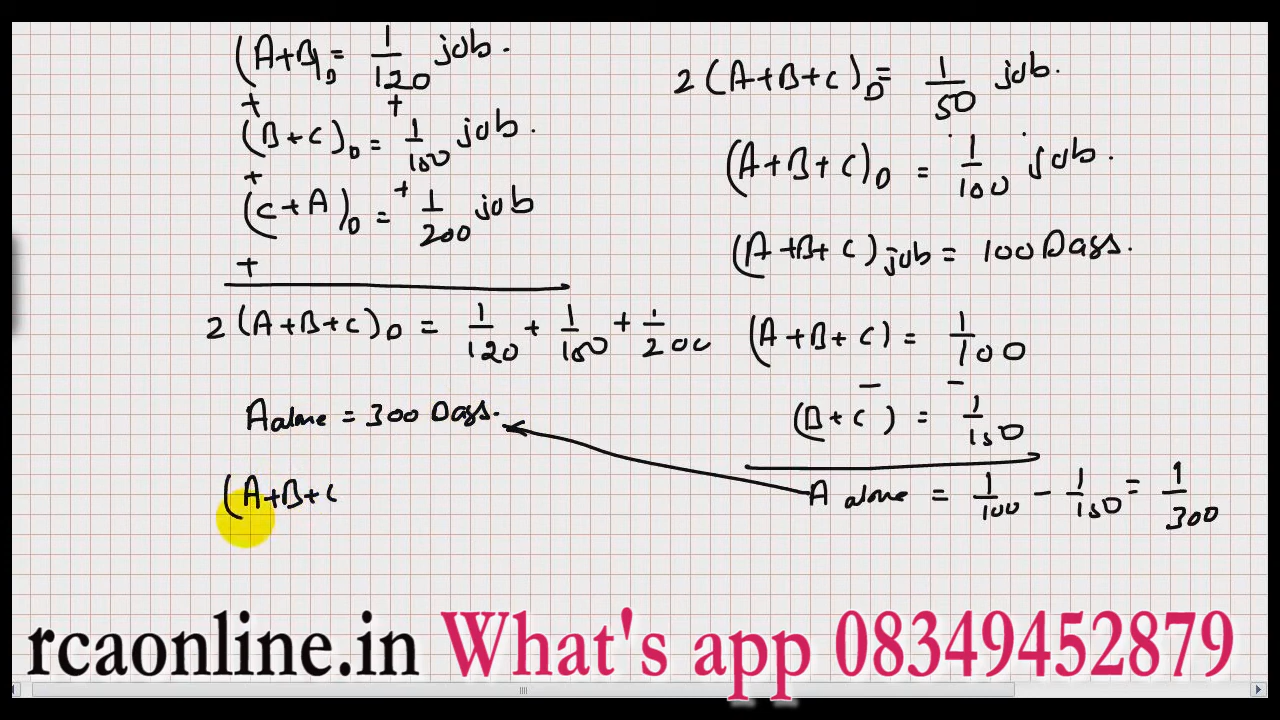 (A+B)D = 1/120 job.
+ +
(B+C)D = 1/150 job.
+ +
(C+A)D = 1/200 job
+
2(A+B+C)D = 1/120 + 1/150 + 1/200
A alone = 300 Days.
(A+B+C
2(A+B+C)D = 1/50 job.
(A+B+C)D = 1/100 job.
(A+B+C)job = 100 Days.
(A+B+C) = 1/100
− −
(B+C) = 1/150
A alone = 1/100 − 1/150 = 1/300
rcaonline.in What's app 08349452879